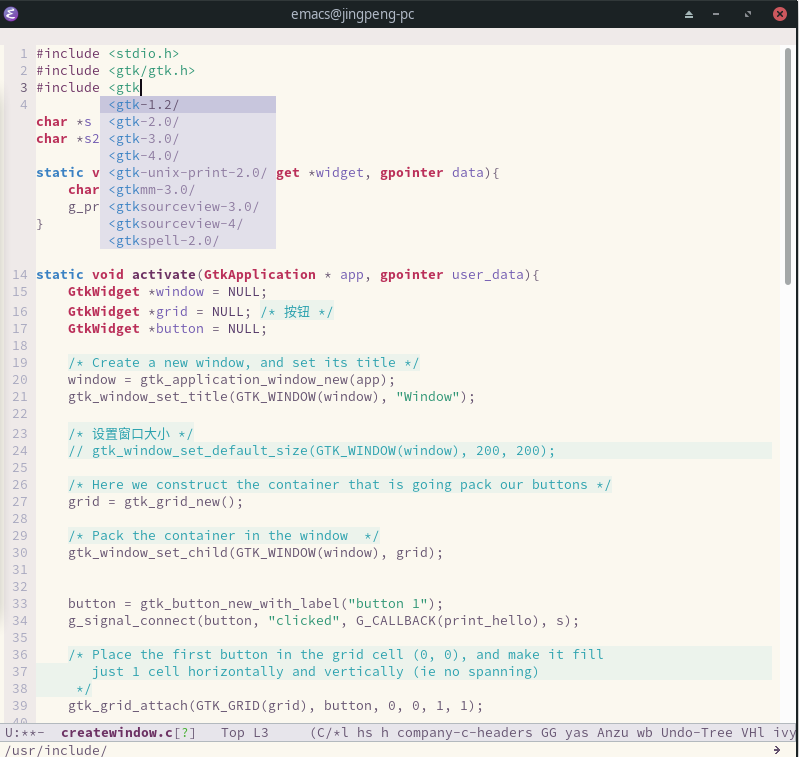 emacs@jingpeng-pc
1 #include <stdio.h>
2 #include <gtk/gtk.h>
3 #include <gtk
4 <gtk-1.2/
char *s <gtk-2.0/
char *s2 <gtk-3.0/
<gtk-4.0/
static v <gtk-unix-print-2.0/ get *widget, gpointer data){
char <gtkmm-3.0/
g_pr <gtksourceview-3.0/
} <gtksourceview-4/
<gtkspell-2.0/
14 static void activate(GtkApplication * app, gpointer user_data){
15 GtkWidget *window = NULL;
16 GtkWidget *grid = NULL; /* 按钮 */
17 GtkWidget *button = NULL;
18
19 /* Create a new window, and set its title */
20 window = gtk_application_window_new(app);
21 gtk_window_set_title(GTK_WINDOW(window), "Window");
22
23 /* 设置窗口大小 */
24 // gtk_window_set_default_size(GTK_WINDOW(window), 200, 200);
25
26 /* Here we construct the container that is going pack our buttons */
27 grid = gtk_grid_new();
28
29 /* Pack the container in the window  */
30 gtk_window_set_child(GTK_WINDOW(window), grid);
31
32
33 button = gtk_button_new_with_label("button 1");
34 g_signal_connect(button, "clicked", G_CALLBACK(print_hello), s);
35
36 /* Place the first button in the grid cell (0, 0), and make it fill
37 just 1 cell horizontally and vertically (ie no spanning)
38 */
39 gtk_grid_attach(GTK_GRID(grid), button, 0, 0, 1, 1);
40
U:**- createwindow.c[?] Top L3 (C/*l hs h company-c-headers GG yas Anzu wb Undo-Tree VHl ivy
/usr/include/